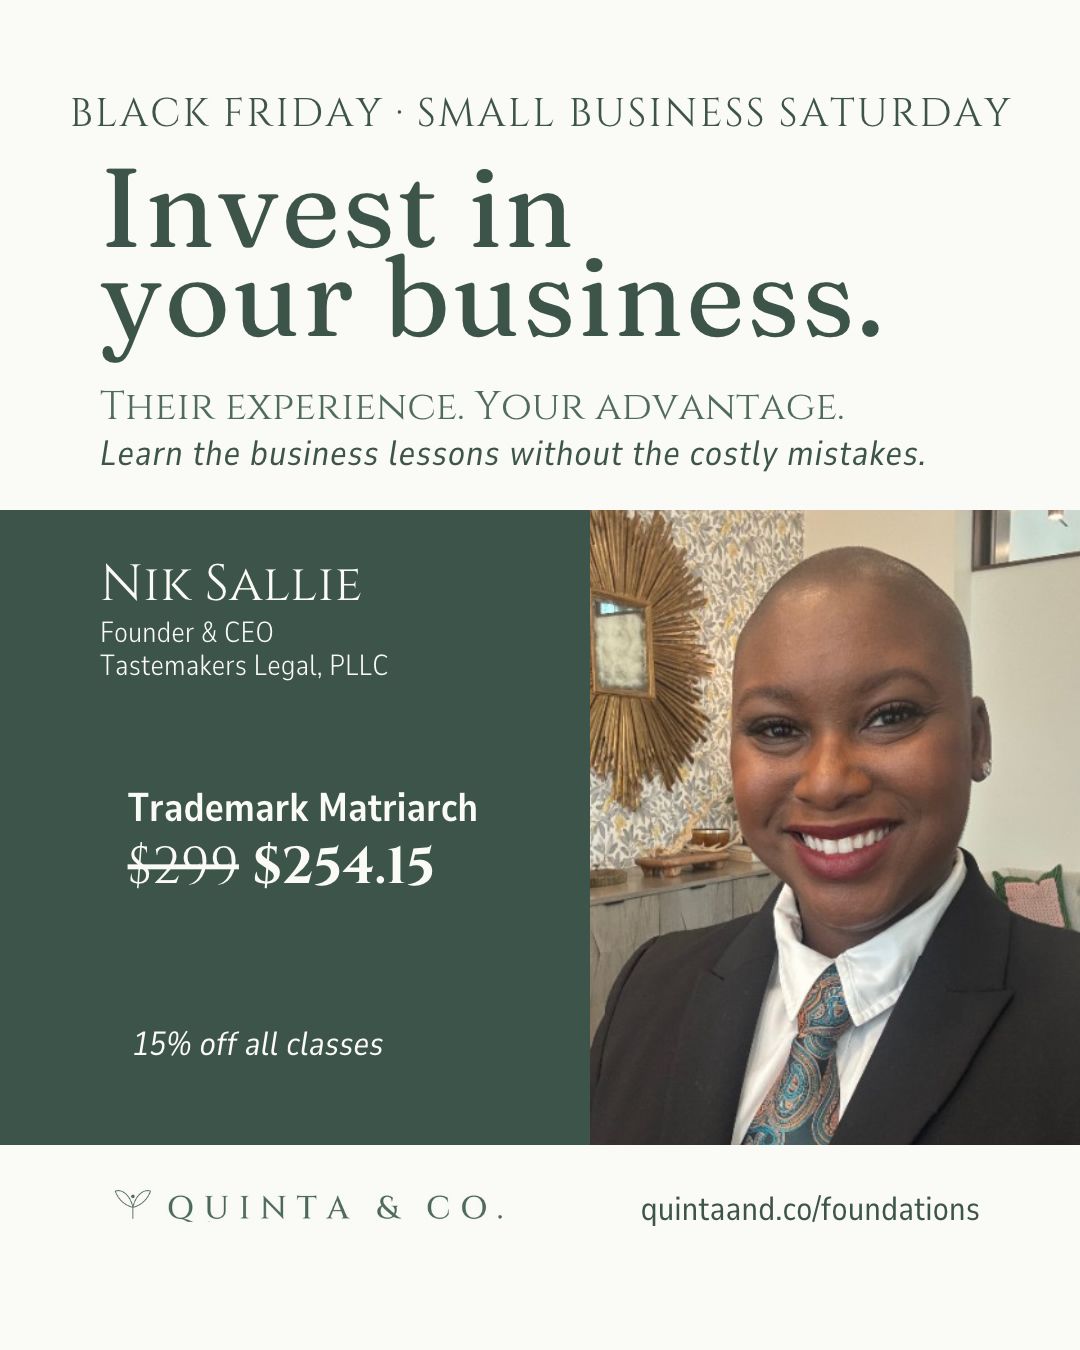 BLACK FRIDAY · SMALL BUSINESS SATURDAY
Invest in
your business.
THEIR EXPERIENCE. YOUR ADVANTAGE.
Learn the business lessons without the costly mistakes.
NIK SALLIE
Founder & CEO
Tastemakers Legal, PLLC
Trademark Matriarch
$299 $254.15
15% off all classes
QUINTA & CO.
quintaand.co/foundations